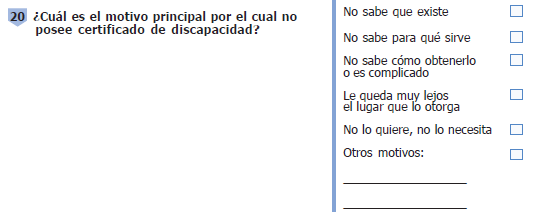 20 ¿Cuál es el motivo principal por el cual no
posee certificado de discapacidad?
No sabe que existe
No sabe para qué sirve
No sabe cómo obtenerlo
o es complicado
Le queda muy lejos
el lugar que lo otorga
No lo quiere, no lo necesita
Otros motivos: